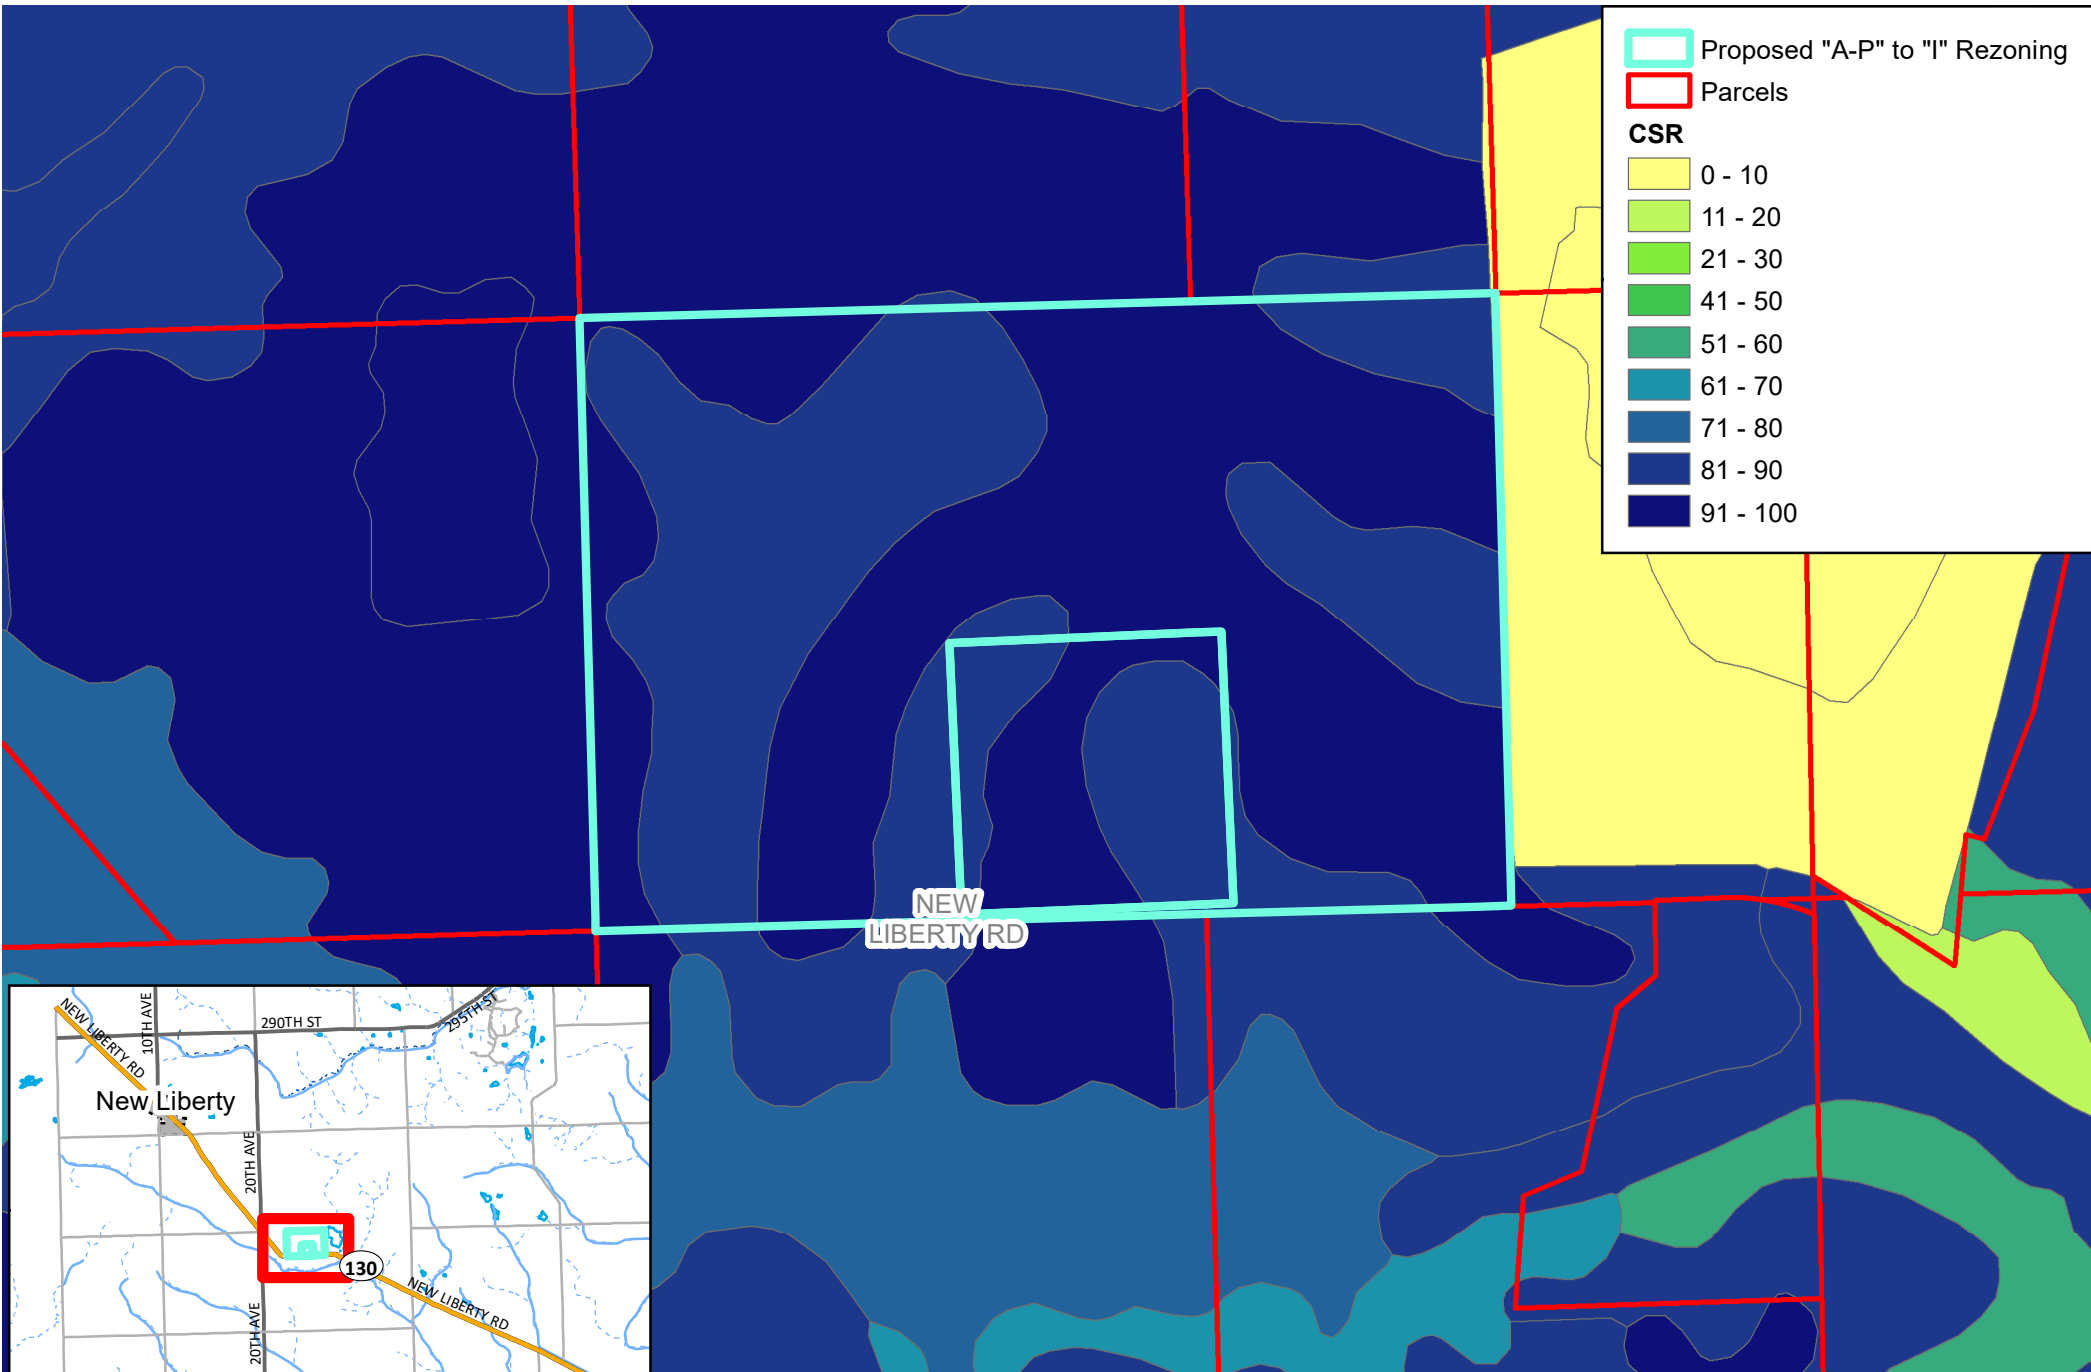 Proposed "A-P" to "I" Rezoning
Parcels
CSR
0 - 10
11 - 20
21 - 30
41 - 50
51 - 60
61 - 70
71 - 80
81 - 90
91 - 100
NEW
LIBERTY RD
NEW LIBERTY RD
10TH AVE
290TH ST
295TH ST
New Liberty
20TH AVE
130
NEW LIBERTY RD
20TH AVE